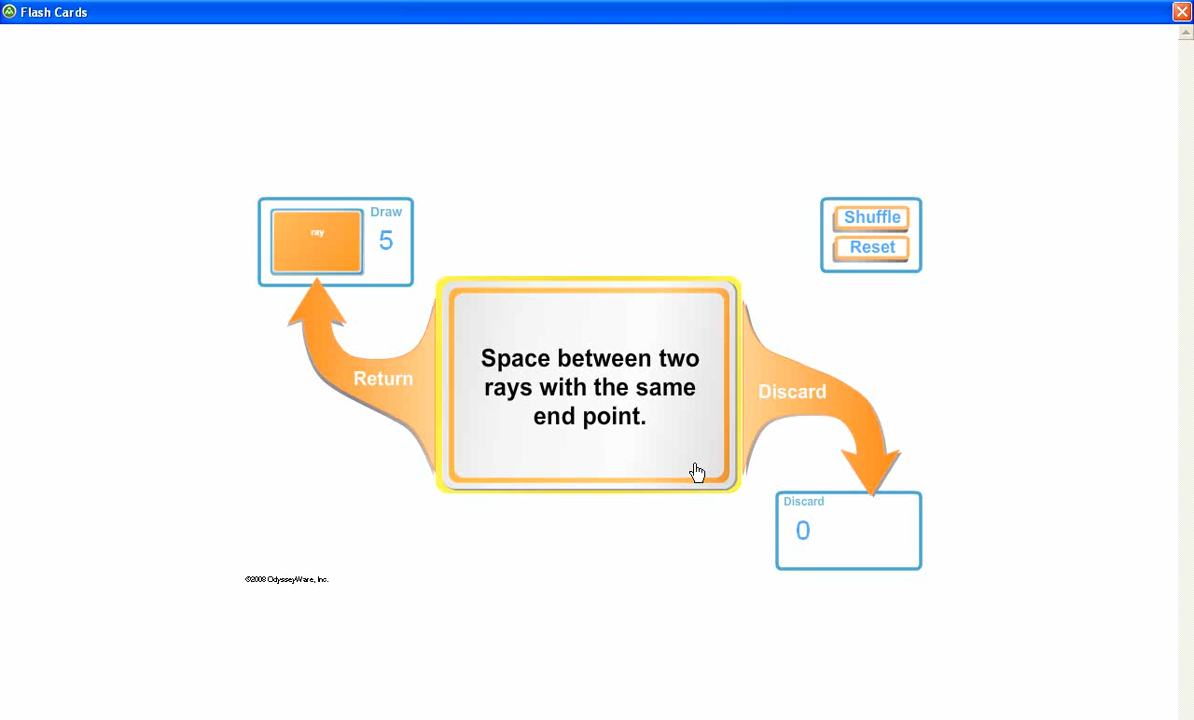 Flash Cards
Draw
ray
5
Shuffle
Reset
Space between two
rays with the same
end point.
Return
Discard
Discard
0
©2008 OdysseyWare, Inc.